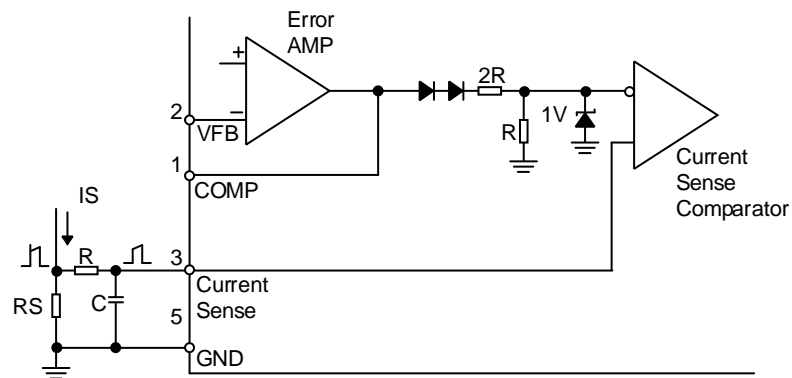 Error
AMP
+
−
2
VFB
1
COMP
2R
R
1V
Current
Sense
Comparator
IS
R
3
Current
Sense
RS
C
5
GND